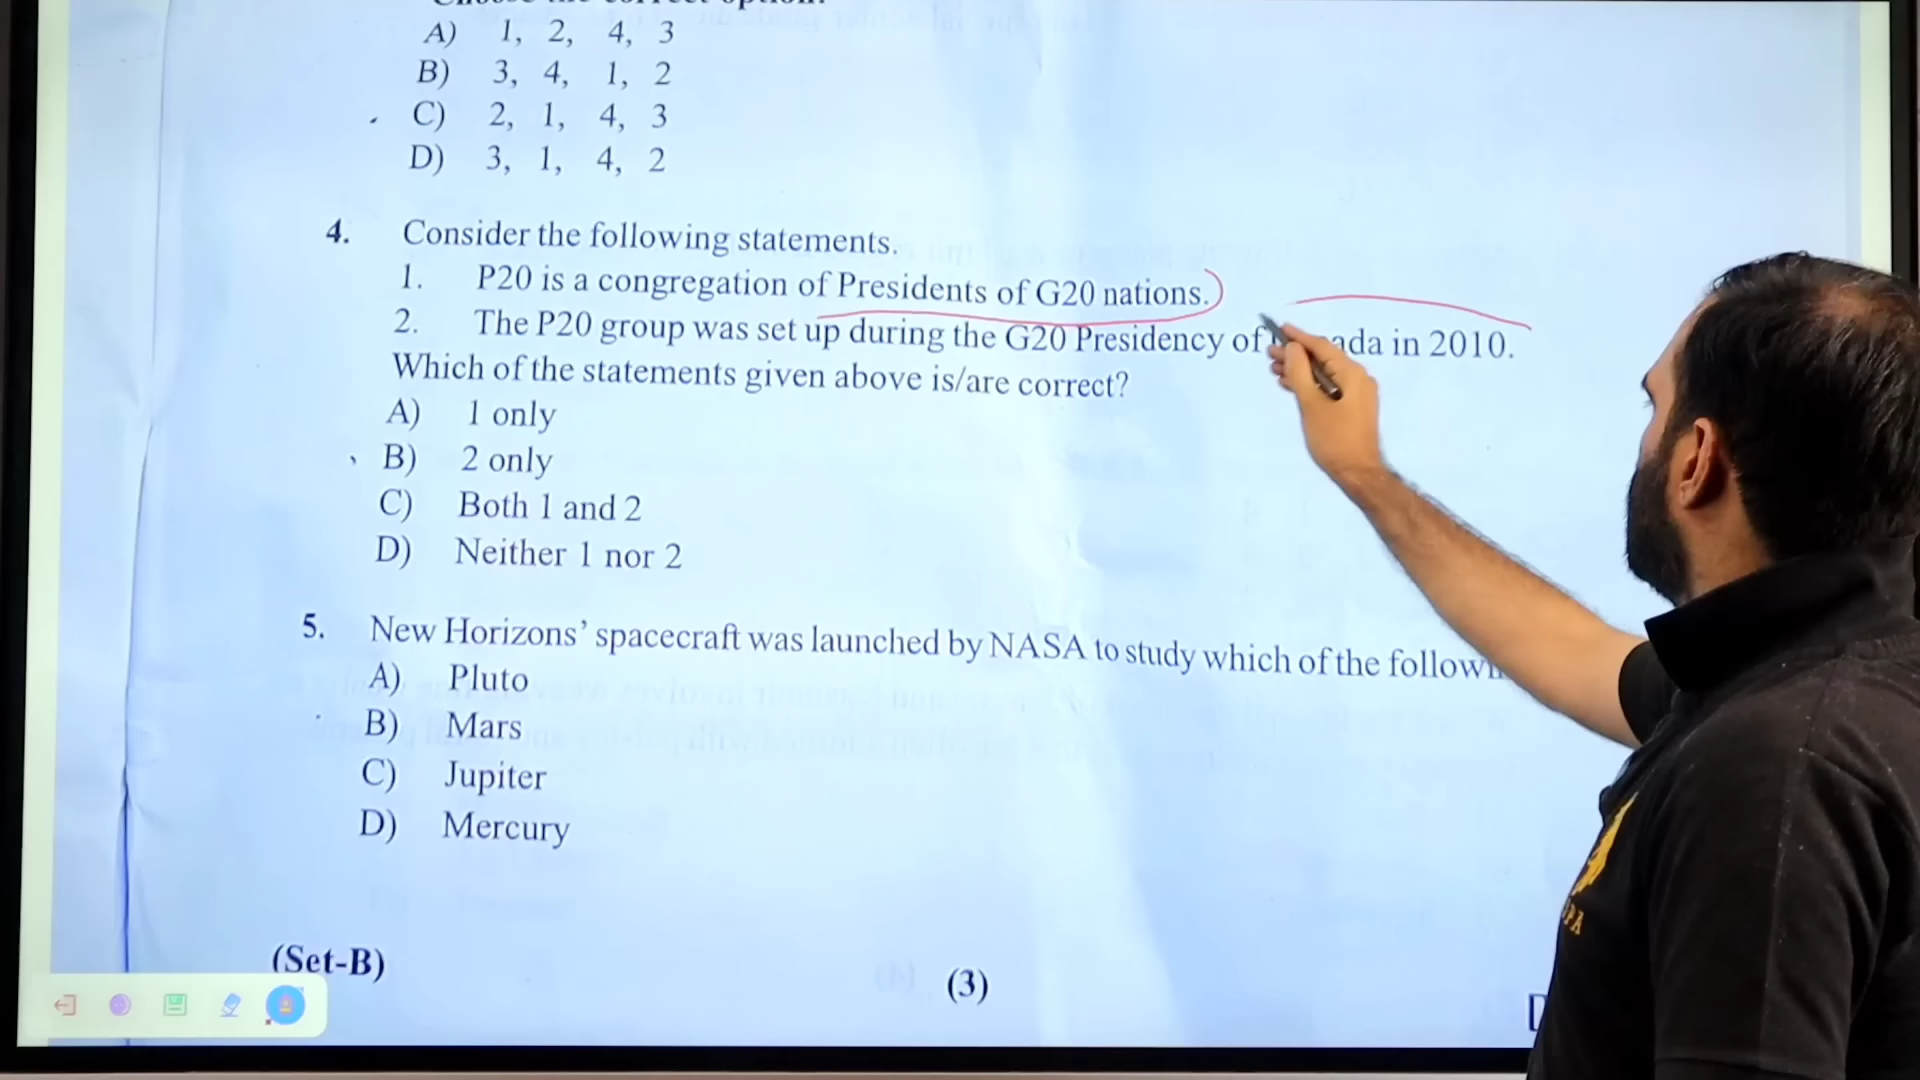 A) 1, 2, 4, 3
B) 3, 4, 1, 2
C) 2, 1, 4, 3
D) 3, 1, 4, 2
4. Consider the following statements.
1. P20 is a congregation of Presidents of G20 nations.
2. The P20 group was set up during the G20 Presidency of in 2010.
Which of the statements given above is/are correct?
A) 1 only
B) 2 only
C) Both 1 and 2
D) Neither 1 nor 2
5. New Horizons' spacecraft was launched by NASA to study which of the
A) Pluto
B) Mars
C) Jupiter
D) Mercury
(Set-B)
(3)